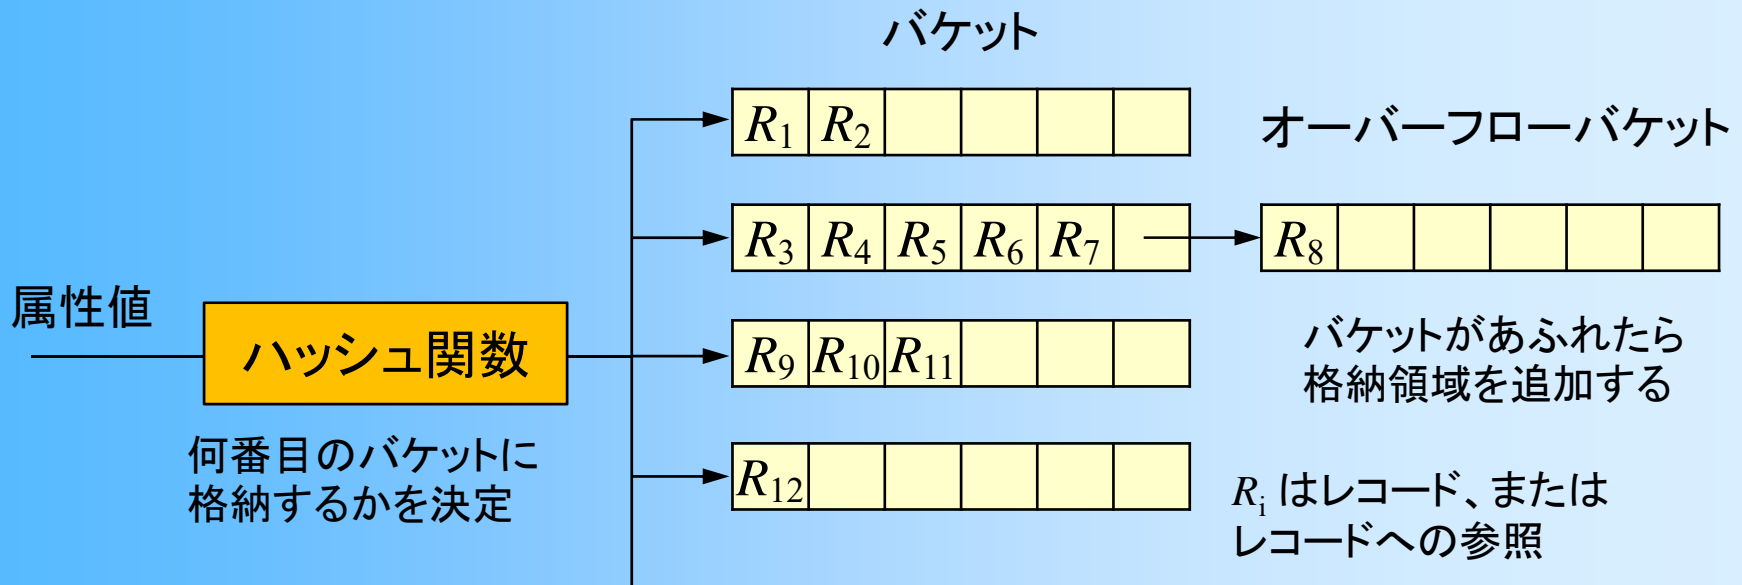 バケット
R1 R2
オーバーフローバケット
R3 R4 R5 R6 R7
R8
属性値
ハッシュ関数
R9 R10 R11
バケットがあふれたら
格納領域を追加する
何番目のバケットに
格納するかを決定
R12
Ri はレコード、または
レコードへの参照